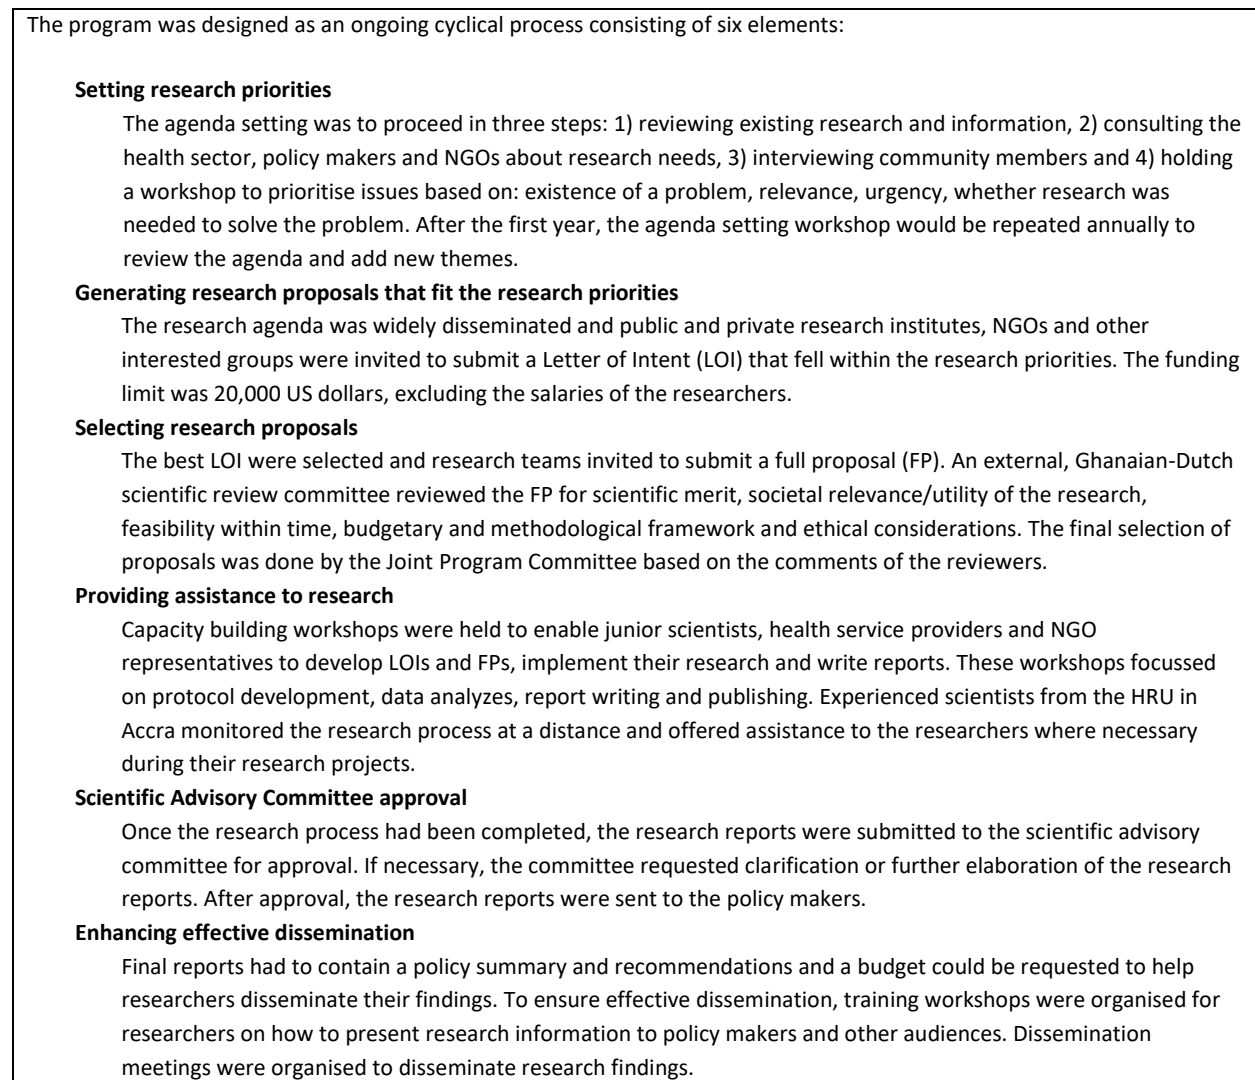 The program was designed as an ongoing cyclical process consisting of six elements:
Setting research priorities
The agenda setting was to proceed in three steps: 1) reviewing existing research and information, 2) consulting the
health sector, policy makers and NGOs about research needs, 3) interviewing community members and 4) holding
a workshop to prioritise issues based on: existence of a problem, relevance, urgency, whether research was
needed to solve the problem. After the first year, the agenda setting workshop would be repeated annually to
review the agenda and add new themes.
Generating research proposals that fit the research priorities
The research agenda was widely disseminated and public and private research institutes, NGOs and other
interested groups were invited to submit a Letter of Intent (LOI) that fell within the research priorities. The funding
limit was 20,000 US dollars, excluding the salaries of the researchers.
Selecting research proposals
The best LOI were selected and research teams invited to submit a full proposal (FP). An external, Ghanaian-Dutch
scientific review committee reviewed the FP for scientific merit, societal relevance/utility of the research,
feasibility within time, budgetary and methodological framework and ethical considerations. The final selection of
proposals was done by the Joint Program Committee based on the comments of the reviewers.
Providing assistance to research
Capacity building workshops were held to enable junior scientists, health service providers and NGO
representatives to develop LOIs and FPs, implement their research and write reports. These workshops focussed
on protocol development, data analyzes, report writing and publishing. Experienced scientists from the HRU in
Accra monitored the research process at a distance and offered assistance to the researchers where necessary
during their research projects.
Scientific Advisory Committee approval
Once the research process had been completed, the research reports were submitted to the scientific advisory
committee for approval. If necessary, the committee requested clarification or further elaboration of the research
reports. After approval, the research reports were sent to the policy makers.
Enhancing effective dissemination
Final reports had to contain a policy summary and recommendations and a budget could be requested to help
researchers disseminate their findings. To ensure effective dissemination, training workshops were organised for
researchers on how to present research information to policy makers and other audiences. Dissemination
meetings were organised to disseminate research findings.